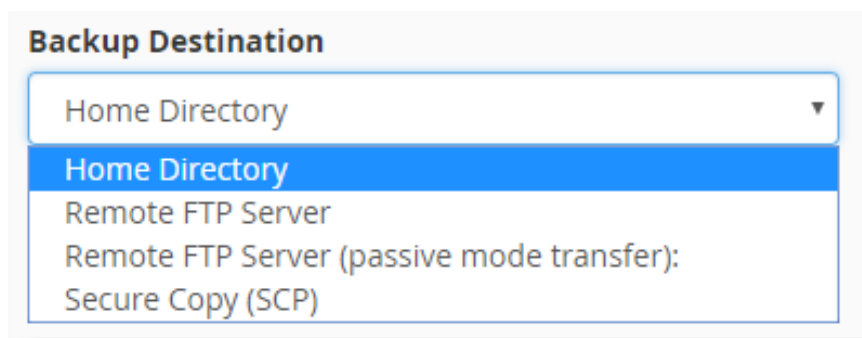 Backup Destination
Home Directory
Home Directory
Remote FTP Server
Remote FTP Server (passive mode transfer):
Secure Copy (SCP)